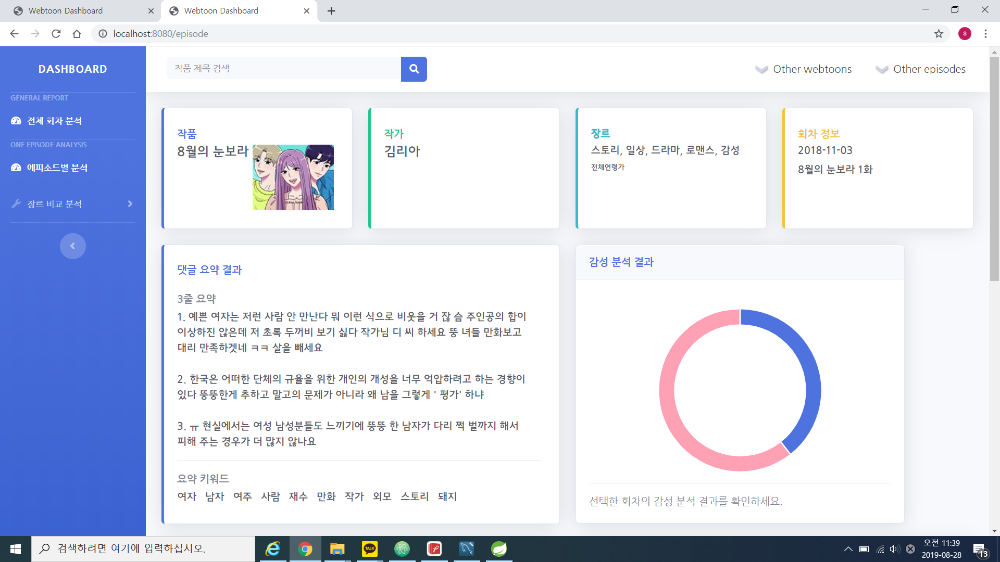 Webtoon Dashboard
Webtoon Dashboard
localhost:8080/episode
s
DASHBOARD
GENERAL REPORT
전체 회차 분석
ONE EPISODE ANALYSIS
에피소드별 분석
장르 비교 분석
작품 제목 검색
Other webtoons
Other episodes
작품
8월의 눈보라
작가
김리아
장르
스토리, 일상, 드라마, 로맨스, 감성
전체연령가
회차 정보
2018-11-03
8월의 눈보라 1화
댓글 요약 결과
3줄 요약
1. 예쁜 여자는 저런 사람 안 만난다 뭐 이런 식으로 비웃을 거 잖 슴 주인공의 합이
이상하진 않은데 저 초록 두꺼비 보기 싫다 작가님 디 씨 하세요 뚱 녀들 만화보고
대리 만족하겟네 ㅋㅋ 살을 빼세요
2. 한국은 어떠한 단체의 규율을 위한 개인의 개성을 너무 억압하려고 하는 경향이
있다 뚱뚱한게 추하고 말고의 문제가 아니라 왜 남을 그렇게 ' 평가' 하냐
3. ㅠ 현실에서는 여성 남성분들도 느끼기에 뚱뚱 한 남자가 다리 쩍 벌까지 해서
피해 주는 경우가 더 많지 않나요
요약 키워드
여자 남자 여주 사람 재수 만화 작가 외모 스토리 돼지
감성 분석 결과
선택한 회차의 감성 분석 결과를 확인하세요.
검색하려면 여기에 입력하십시오.
TALK
오전 11:39
2019-08-28
13